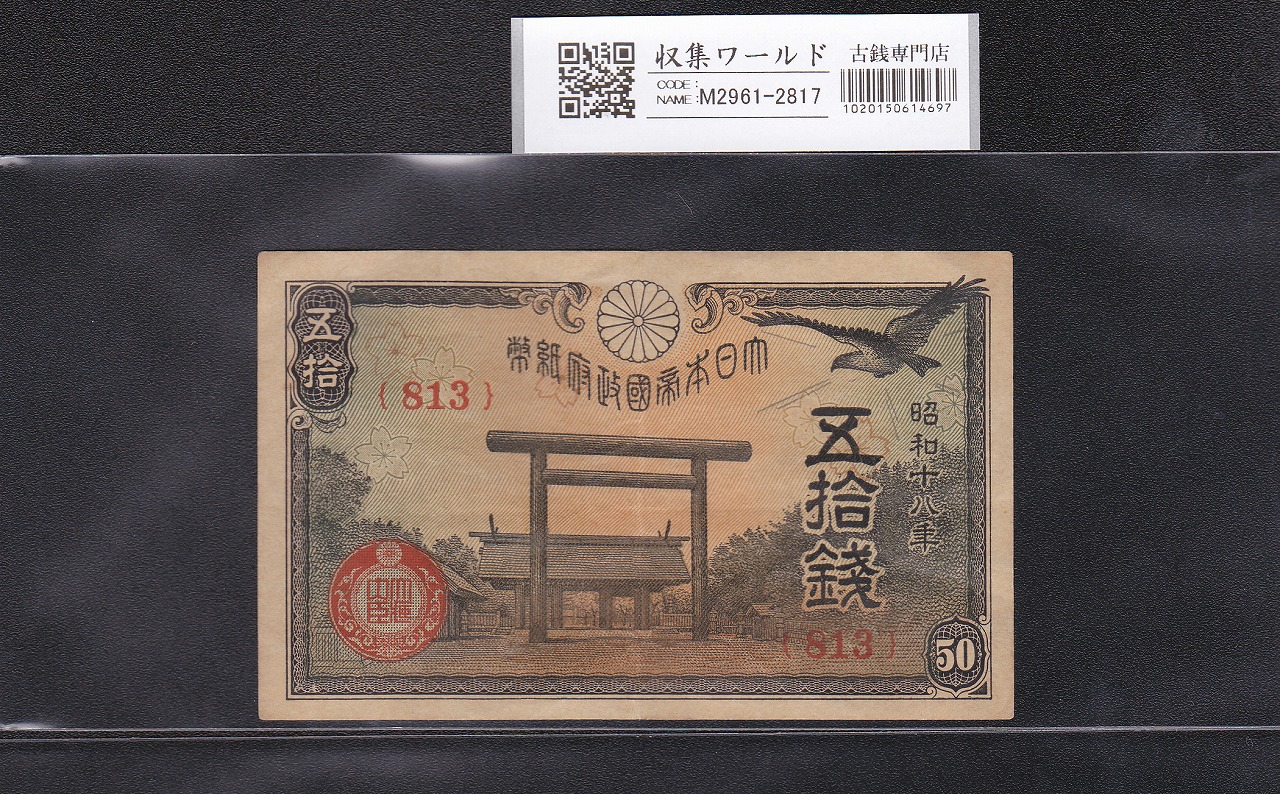 収集ワールド
古銭専門店
CODE:
NAME:M2961-2817
1020150614697
五拾
大日本帝國政府紙幣
{813}
五拾錢
昭和十八年
{813}
50